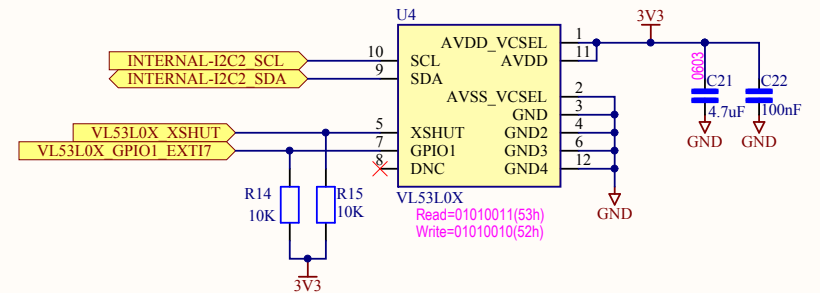 U4
3V3
INTERNAL-I2C2_SCL
10
SCL
AVDD_VCSEL
1
INTERNAL-I2C2_SDA
9
SDA
AVDD
11
0603
C21
4.7uF
C22
100nF
AVSS_VCSEL
2
GND
3
VL53L0X_XSHUT
5
XSHUT
GND2
4
GND
GND
VL53L0X_GPIO1_EXTI7
7
GPIO1
GND3
6
8
DNC
GND4
12
R14
10K
R15
10K
VL53L0X
GND
Read=01010011(53h)
Write=01010010(52h)
3V3